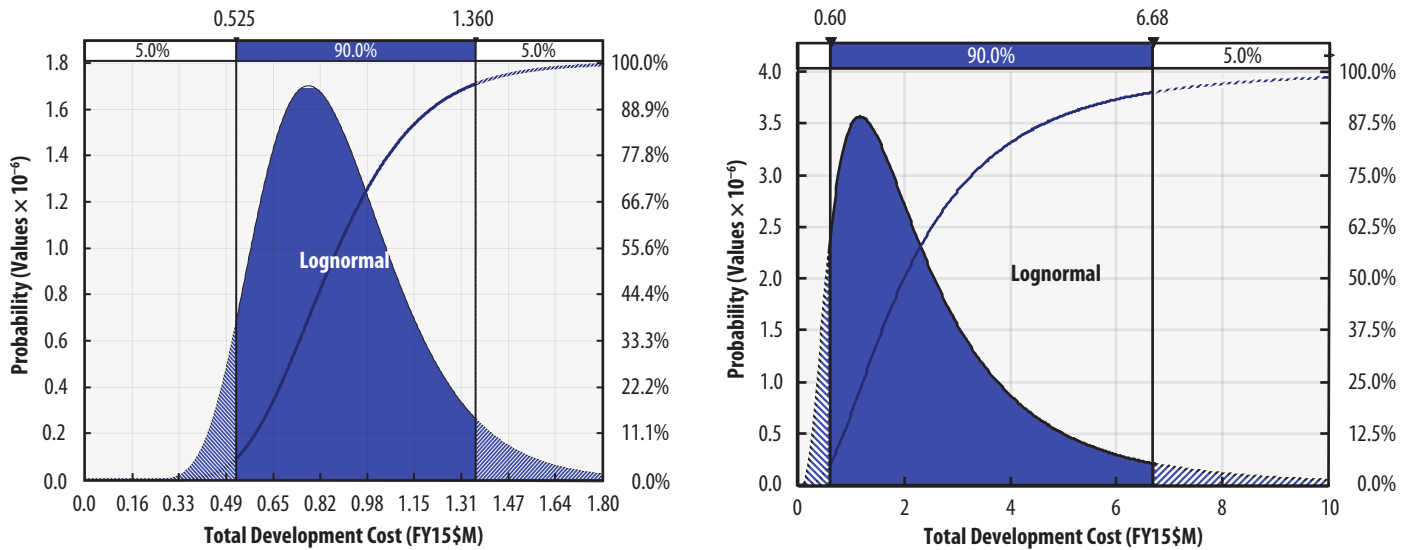 0.525 1.360
5.0% 90.0% 5.0%
1.8 100.0%
1.6 88.9%
1.4 77.8%
1.2 66.7%
1.0 55.6%
0.8 44.4%
0.6 33.3%
0.4 22.2%
0.2 11.1%
0.0 0.0%
Probability (Values × 10⁻⁶)
Lognormal
0.0 0.16 0.33 0.49 0.65 0.82 0.98 1.15 1.31 1.47 1.64 1.80
Total Development Cost (FY15$M)
0.60 6.68
90.0% 5.0%
4.0 100.0%
3.5 87.5%
3.0 75.0%
2.5 62.5%
2.0 50.0%
1.5 37.5%
1.0 25.0%
0.5 12.5%
0.0 0.0%
Probability (Values × 10⁻⁶)
Lognormal
0 2 4 6 8 10
Total Development Cost (FY15$M)